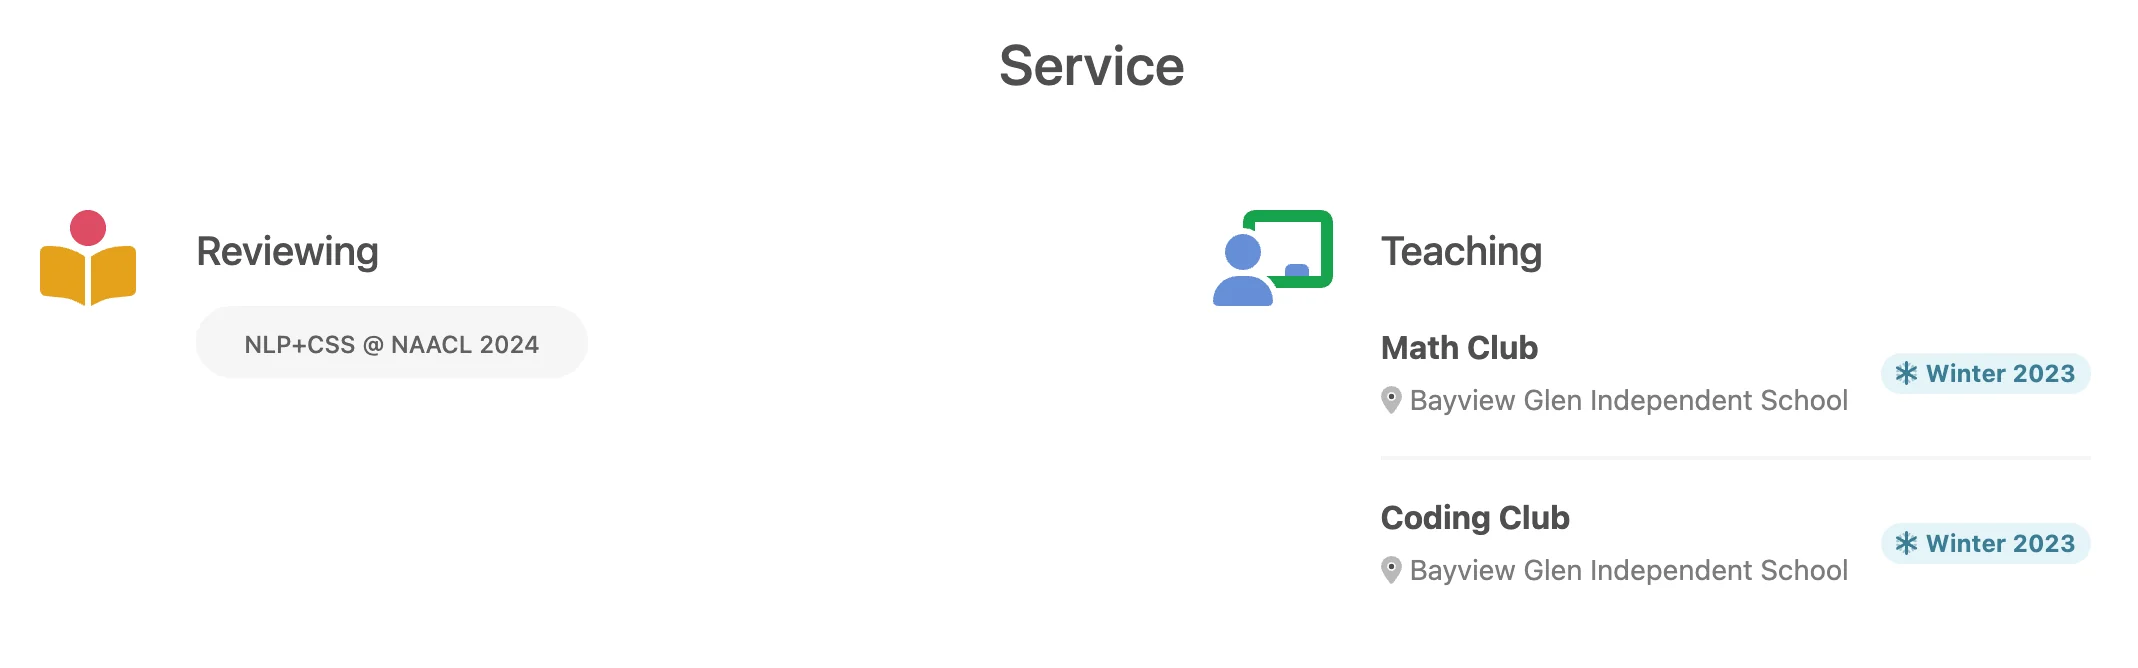 Service
Reviewing
NLP+CSS @ NAACL 2024
Teaching
Math Club
Bayview Glen Independent School
Winter 2023
Coding Club
Bayview Glen Independent School
Winter 2023